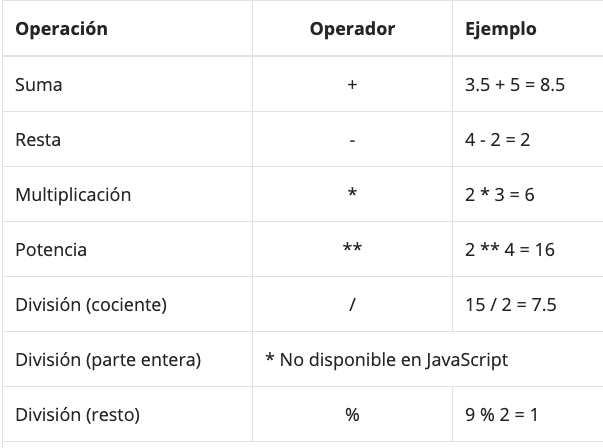 Operación Operador Ejemplo
Suma + 3.5 + 5 = 8.5
Resta - 4 - 2 = 2
Multiplicación * 2 * 3 = 6
Potencia ** 2 ** 4 = 16
División (cociente) / 15 / 2 = 7.5
División (parte entera) * No disponible en JavaScript
División (resto) % 9 % 2 = 1